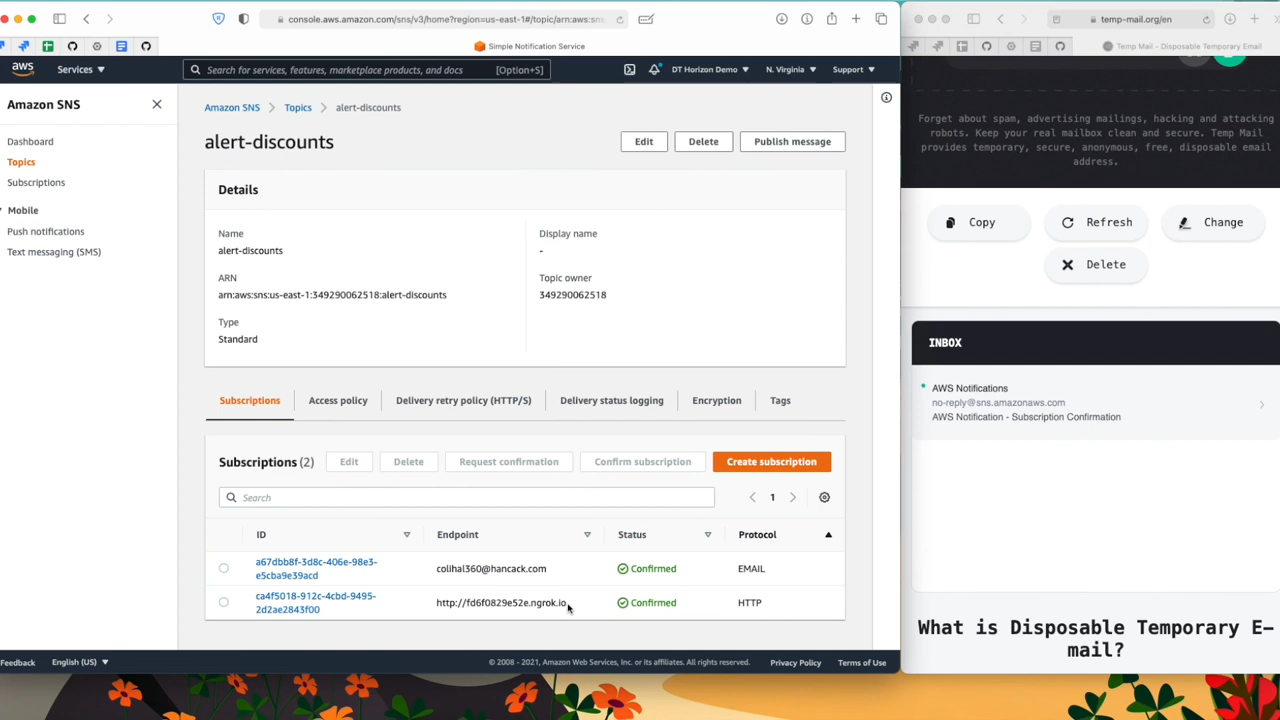 console.aws.amazon.com/sns/v3/home?region=us-east-1#/topic/arn:aws:sns:
Simple Notification Service
aws
Services
Search for services, features, marketplace products, and docs
[Option+S]
DT Horizon Demo
N. Virginia
Support
Amazon SNS
Dashboard
Topics
Subscriptions
Mobile
Push notifications
Text messaging (SMS)
Amazon SNS
Topics
alert-discounts
alert-discounts
Edit
Delete
Publish message
Details
Name
alert-discounts
Display name
-
ARN
arn:aws:sns:us-east-1:349290062518:alert-discounts
Topic owner
349290062518
Type
Standard
Subscriptions
Access policy
Delivery retry policy (HTTP/S)
Delivery status logging
Encryption
Tags
Subscriptions (2)
Edit
Delete
Request confirmation
Confirm subscription
Create subscription
Search
1
ID
Endpoint
Status
Protocol
a67dbb8f-3d8c-406e-98e3-
e5cba9e39acd
colihal360@hancack.com
Confirmed
EMAIL
ca4f5018-912c-4cbd-9495-
2d2ae2843f00
http://fd6f0829e52e.ngrok.io
Confirmed
HTTP
Feedback
English (US)
© 2008 - 2021, Amazon Web Services, Inc. or its affiliates. All rights reserved.
Privacy Policy
Terms of Use
temp-mail.org/en
Temp Mail - Disposable Temporary Email
Forget about spam, advertising mailings, hacking and attacking
robots. Keep your real mailbox clean and secure. Temp Mail
provides temporary, secure, anonymous, free, disposable email
address.
Copy
Refresh
Change
Delete
INBOX
AWS Notifications
no-reply@sns.amazonaws.com
AWS Notification - Subscription Confirmation
What is Disposable Temporary E-
mail?